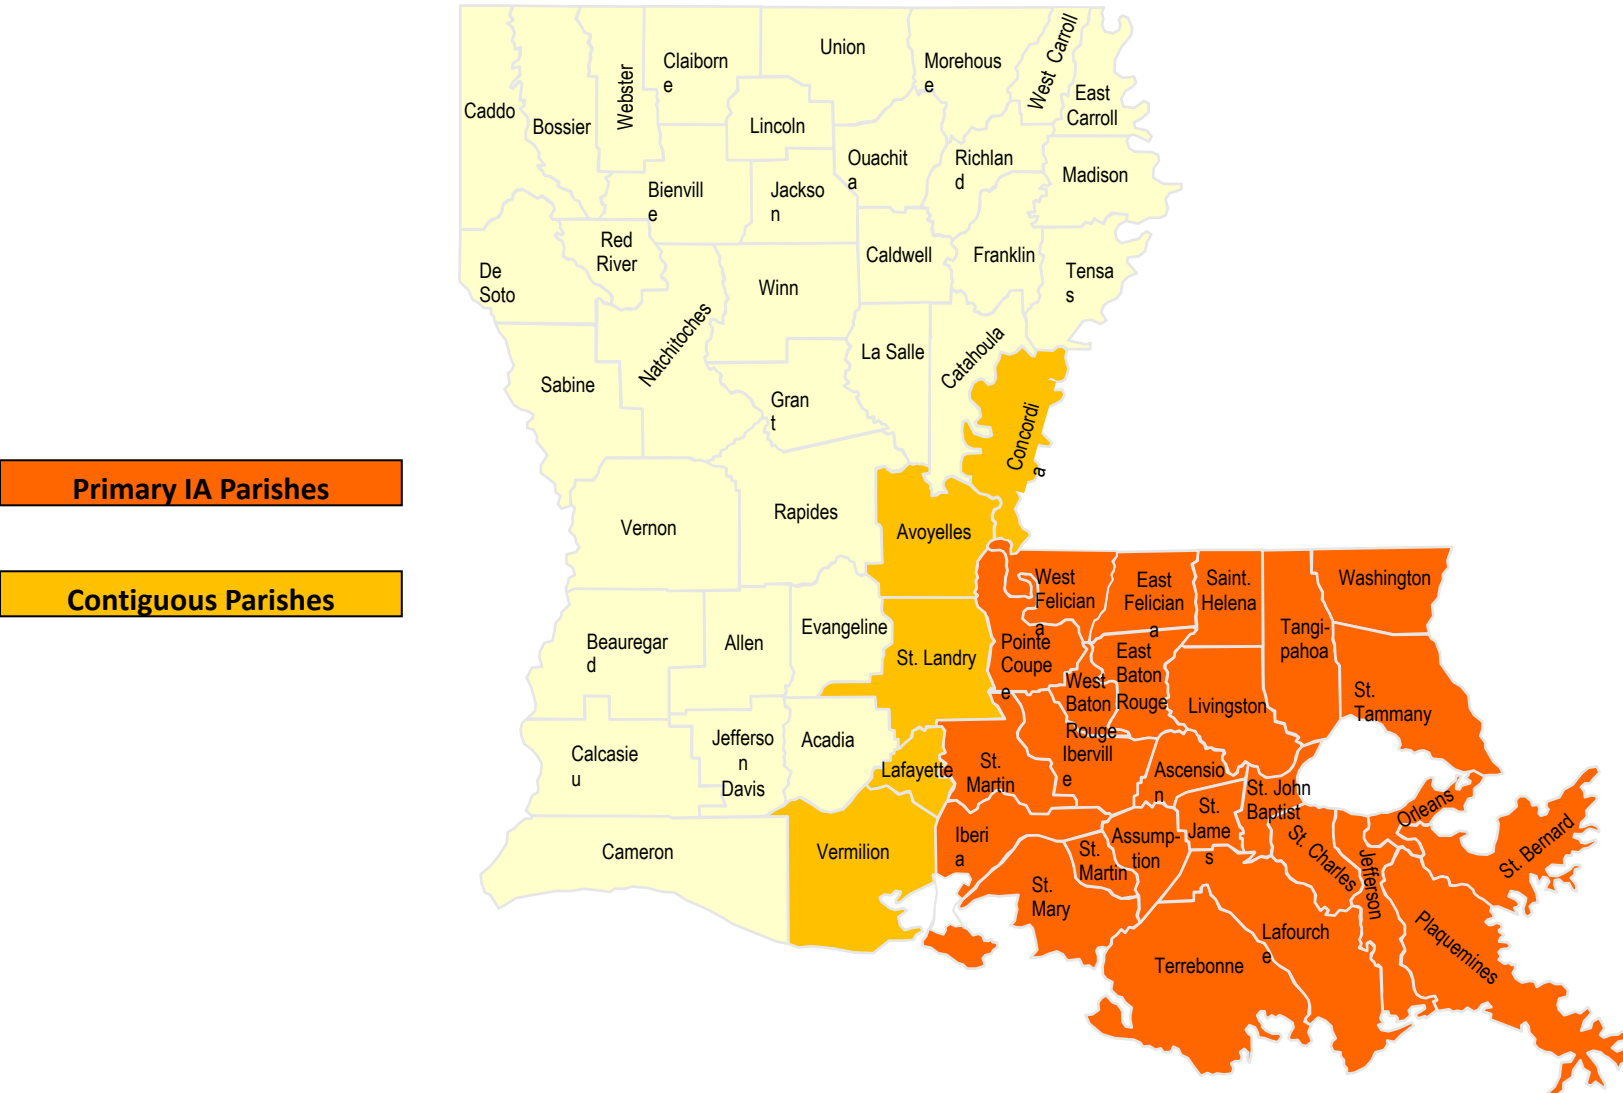 Primary IA Parishes
Contiguous Parishes
Caddo
Bossier
Webster
Claiborn
e
Union
Morehous
e
West Carroll
East
Carroll
Lincoln
Ouachit
a
Richlan
d
Madison
Bienvill
e
Jackso
n
Red
River
Caldwell
Franklin
Tensa
s
De
Soto
Winn
Natchitoches
Sabine
La Salle
Catahoula
Gran
t
Concordi
a
Vernon
Rapides
Avoyelles
Beauregar
d
Allen
Evangeline
St. Landry
West
Felician
a
East
Felician
a
Saint.
Helena
Washington
Tangi-
pahoa
Pointe
Coupe
e
East
Baton
Rouge
West
Baton
Rouge
Livingston
St.
Tammany
Calcasie
u
Jefferso
n
Davis
Acadia
Lafayette
St.
Martin
Ibervill
e
Ascensio
n
St. John
Baptist
St.
Jame
s
Orleans
St. Bernard
Cameron
Vermilion
Iberi
a
St.
Martin
Assump-
tion
St. Charles
Jefferson
St.
Mary
Terrebonne
Lafourch
e
Plaquemines